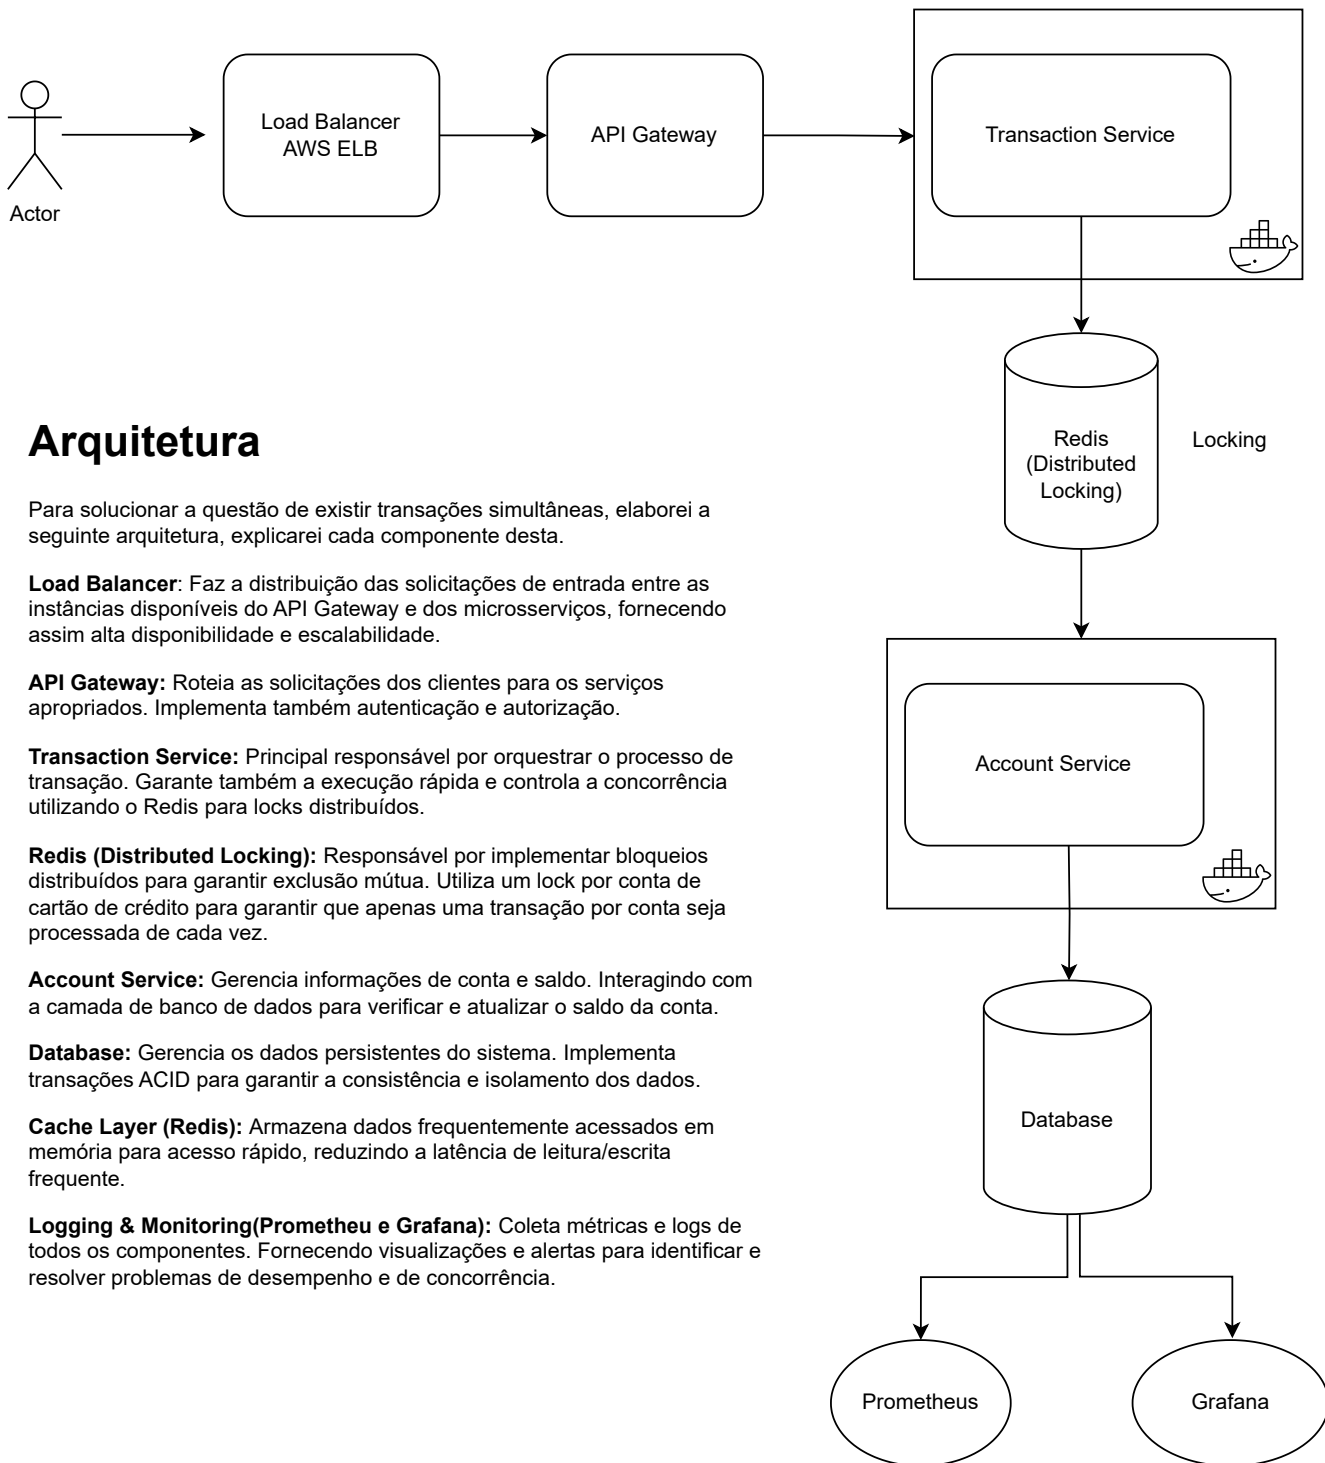 Load Balancer
AWS ELB
API Gateway
Transaction Service
Actor
Redis
(Distributed
Locking)
Locking
Arquitetura
Para solucionar a questão de existir transações simultâneas, elaborei a
seguinte arquitetura, explicarei cada componente desta.
Load Balancer: Faz a distribuição das solicitações de entrada entre as
instâncias disponíveis do API Gateway e dos microsserviços, fornecendo
assim alta disponibilidade e escalabilidade.
API Gateway: Roteia as solicitações dos clientes para os serviços
apropriados. Implementa também autenticação e autorização.
Transaction Service: Principal responsável por orquestrar o processo de
transação. Garante também a execução rápida e controla a concorrência
utilizando o Redis para locks distribuídos.
Redis (Distributed Locking): Responsável por implementar bloqueios
distribuídos para garantir exclusão mútua. Utiliza um lock por conta de
cartão de crédito para garantir que apenas uma transação por conta seja
processada de cada vez.
Account Service: Gerencia informações de conta e saldo. Interagindo com
a camada de banco de dados para verificar e atualizar o saldo da conta.
Database: Gerencia os dados persistentes do sistema. Implementa
transações ACID para garantir a consistência e isolamento dos dados.
Cache Layer (Redis): Armazena dados frequentemente acessados em
memória para acesso rápido, reduzindo a latência de leitura/escrita
frequente.
Logging & Monitoring(Prometheu e Grafana): Coleta métricas e logs de
todos os componentes. Fornecendo visualizações e alertas para identificar e
resolver problemas de desempenho e de concorrência.
Account Service
Database
Prometheus
Grafana